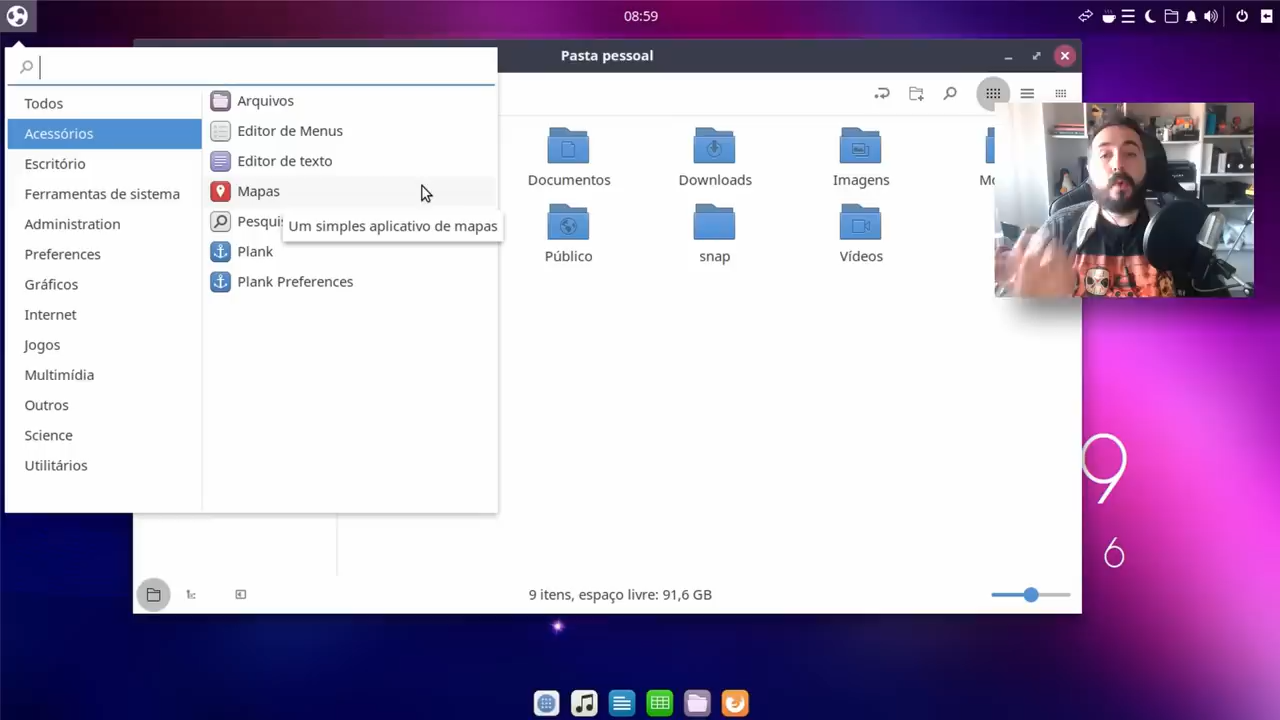 08:59
Pasta pessoal
Todos
Acessórios
Escritório
Ferramentas de sistema
Administration
Preferences
Gráficos
Internet
Jogos
Multimídia
Outros
Science
Utilitários
Arquivos
Editor de Menus
Editor de texto
Mapas
Pesqui
Um simples aplicativo de mapas
Plank
Plank Preferences
Documentos
Downloads
Imagens
Público
snap
Vídeos
9 itens, espaço livre: 91,6 GB
9
6